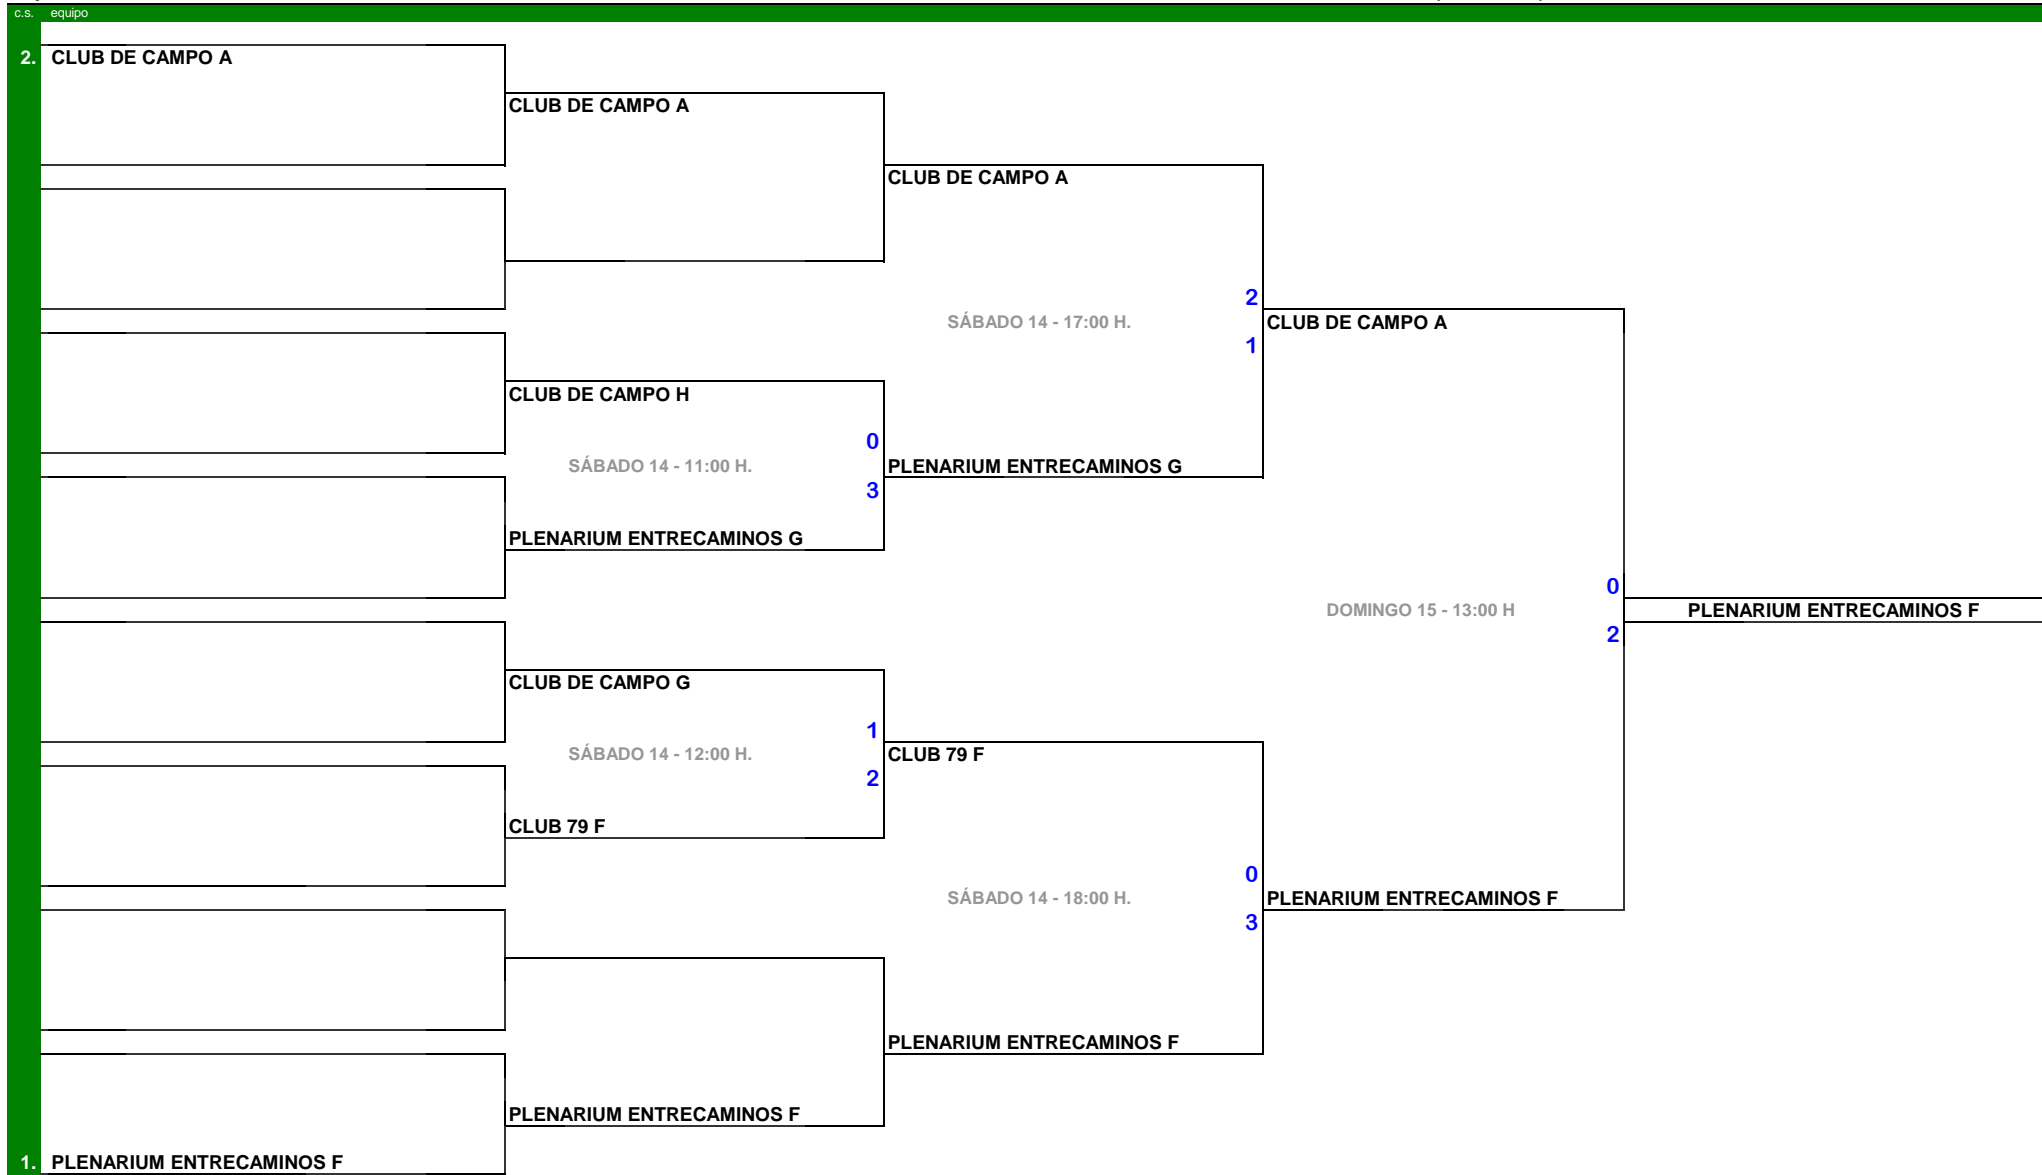 c.s. equipo
2. CLUB DE CAMPO A
CLUB DE CAMPO A
CLUB DE CAMPO A
2
SÁBADO 14 - 17:00 H.
CLUB DE CAMPO A
1
CLUB DE CAMPO H
0
SÁBADO 14 - 11:00 H.
PLENARIUM ENTRECAMINOS G
3
PLENARIUM ENTRECAMINOS G
0
DOMINGO 15 - 13:00 H
PLENARIUM ENTRECAMINOS F
2
CLUB DE CAMPO G
1
SÁBADO 14 - 12:00 H.
CLUB 79 F
2
CLUB 79 F
0
SÁBADO 14 - 18:00 H.
PLENARIUM ENTRECAMINOS F
3
PLENARIUM ENTRECAMINOS F
PLENARIUM ENTRECAMINOS F
1. PLENARIUM ENTRECAMINOS F